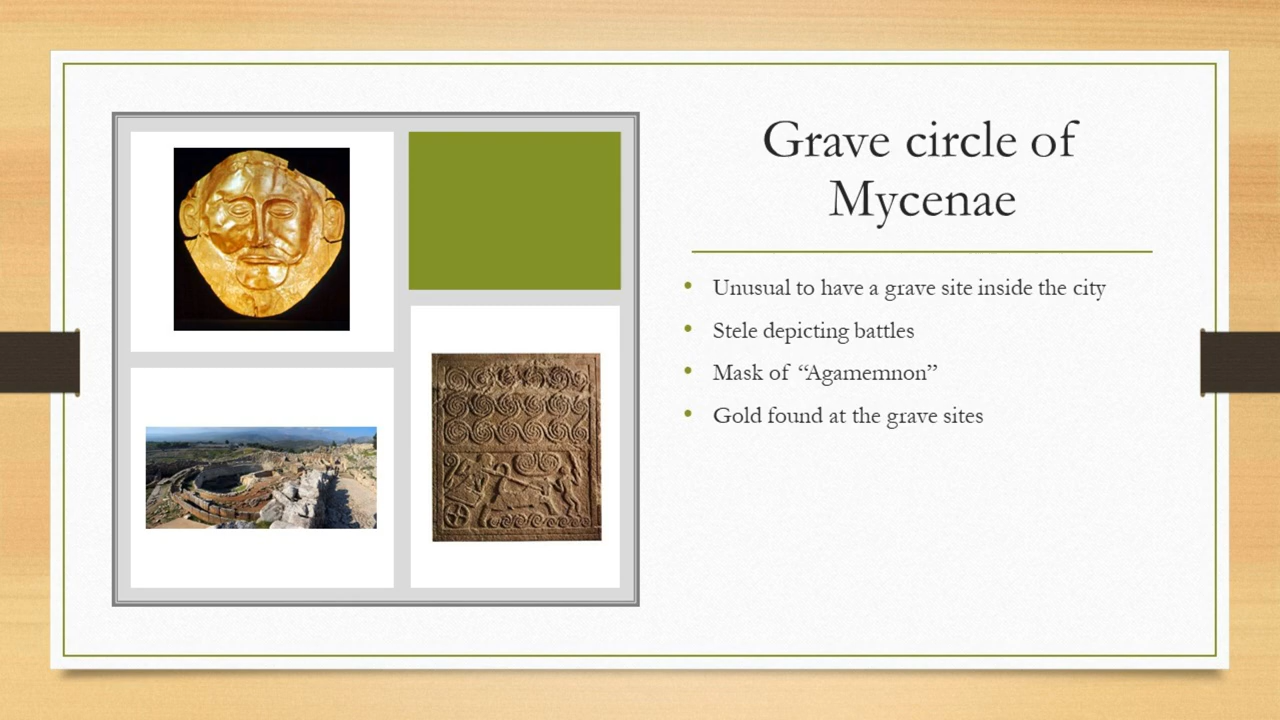 Grave circle of
Mycenae
• Unusual to have a grave site inside the city
• Stele depicting battles
• Mask of “Agamemnon”
• Gold found at the grave sites